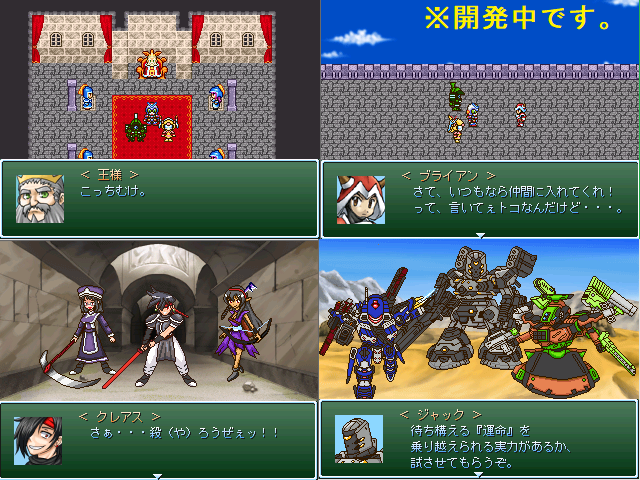 ※開発中です。
< 王様 >
こっちむけ。
< ブライアン >
さて、いつもなら仲間に入れてくれ!
って、言いてぇトコなんだけど・・・。
< クレアス >
さぁ・・・殺(や)ろうぜぇッ!!
< ジャック >
待ち構える『運命』を
乗り越えられる実力があるか、
試させてもらうぞ。